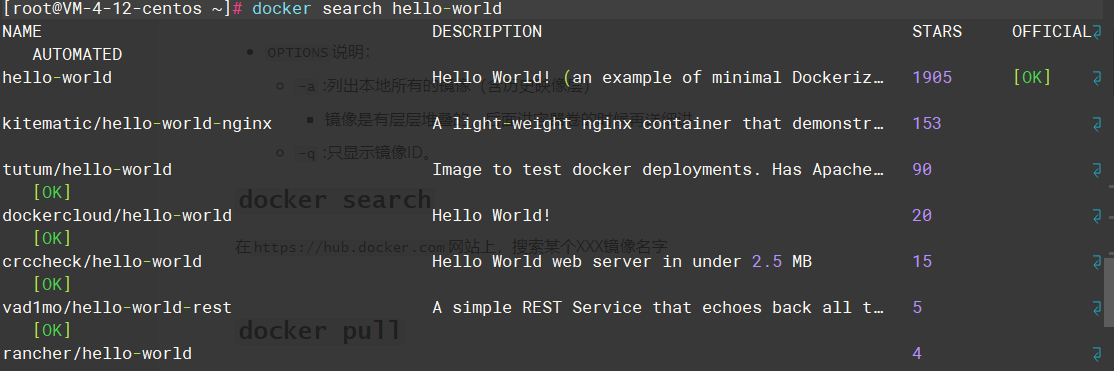 [root@VM-4-12-centos ~]# docker search hello-world
NAME DESCRIPTION STARS OFFICIAL
AUTOMATED
OPTIONS 说明：
hello-world Hello World! (an example of minimal Dockeriz… 1905 [OK]
-a :列出本地所有的镜像（含历史映像层）
kitematic/hello-world-nginx A light-weight nginx container that demonstr… 153
镜像是有层层堆
-q :只显示镜像ID。
tutum/hello-world Image to test docker deployments. Has Apache… 90
[OK]
docker search
dockercloud/hello-world Hello World! 20
[OK]
在https://hub.docker.com网站上，搜索某个XXX镜像名字
crccheck/hello-world Hello World web server in under 2.5 MB 15
[OK]
vad1mo/hello-world-rest A simple REST Service that echoes back all t… 5
[OK]
docker pull
rancher/hello-world 4